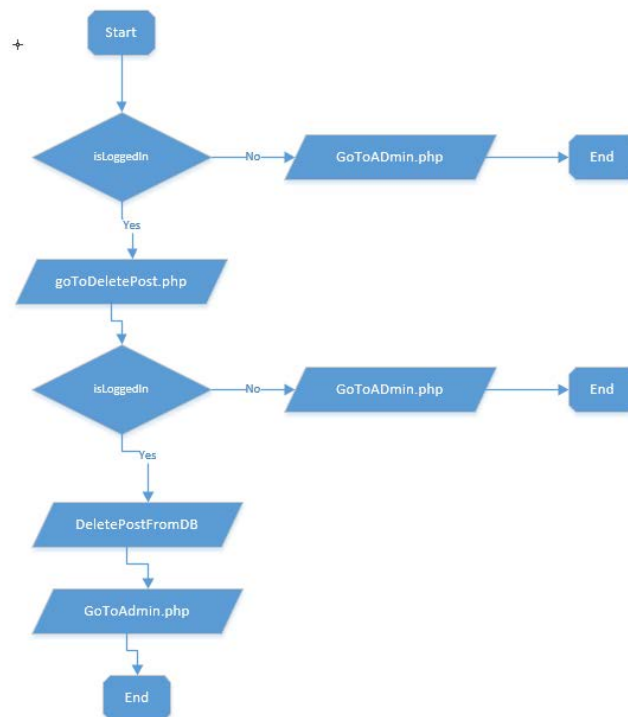 Start
isLoggedIn
No
GoToADmin.php
End
Yes
goToDeletePost.php
isLoggedIn
No
GoToADmin.php
End
Yes
DeletePostFromDB
GoToAdmin.php
End